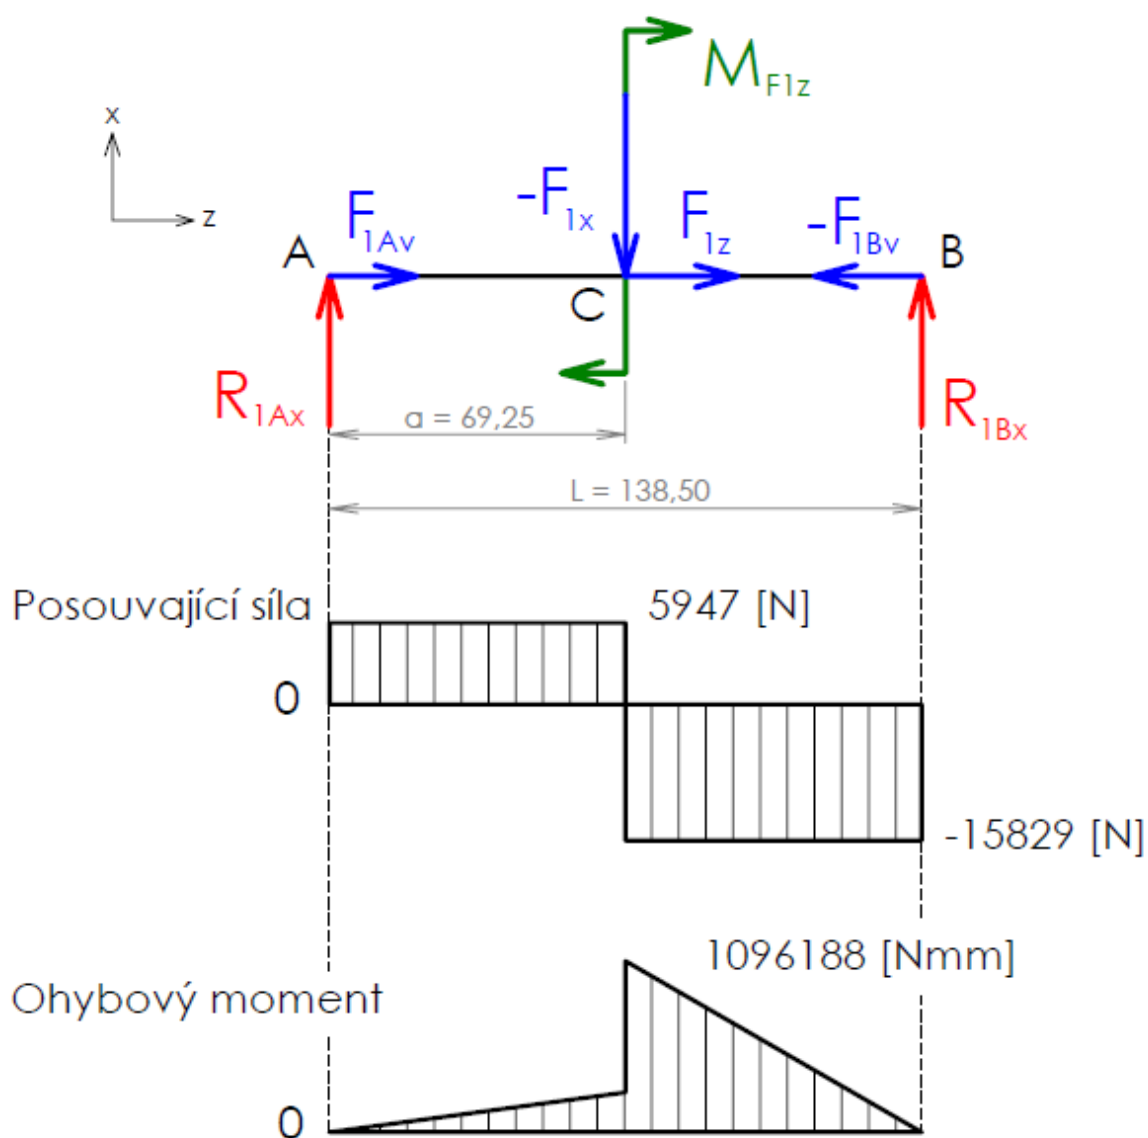 M_F1z
x
-F_1x
F_1Av
F_1z
-F_1Bv
z
A
B
C
R_1Ax
a = 69,25
R_1Bx
L = 138,50
Posouvající síla
5947 [N]
0
-15829 [N]
1096188 [Nmm]
Ohybový moment
0